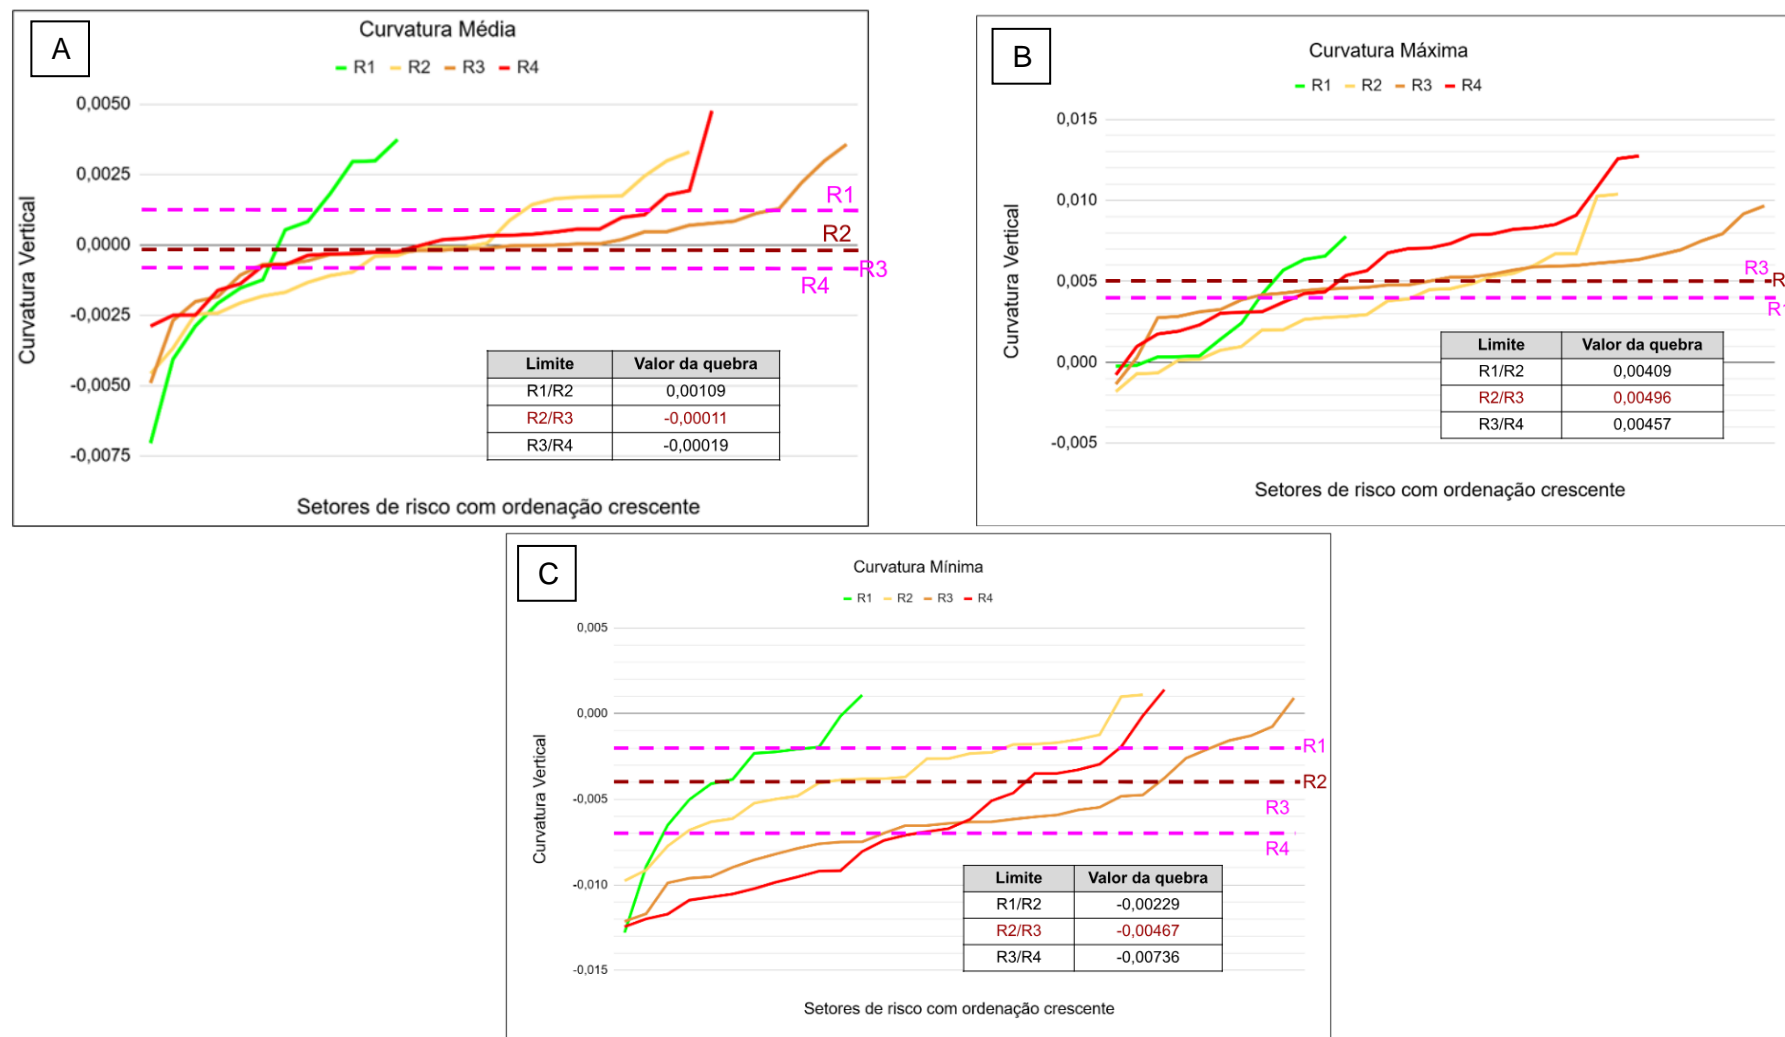 A
Curvatura Média
R1 R2 R3 R4
0,0050
0,0025
0,0000
-0,0025
-0,0050
-0,0075
Curvatura Vertical
R1
R2
R3
R4
Limite Valor da quebra
R1/R2 0,00109
R2/R3 -0,00011
R3/R4 -0,00019
Setores de risco com ordenação crescente
B
Curvatura Máxima
R1 R2 R3 R4
0,015
0,010
0,005
0,000
-0,005
Curvatura Vertical
R3
Limite Valor da quebra
R1/R2 0,00409
R2/R3 0,00496
R3/R4 0,00457
Setores de risco com ordenação crescente
C
Curvatura Mínima
R1 R2 R3 R4
0,005
0,000
-0,005
-0,010
-0,015
Curvatura Vertical
R1
R2
R3
R4
Limite Valor da quebra
R1/R2 -0,00229
R2/R3 -0,00467
R3/R4 -0,00736
Setores de risco com ordenação crescente